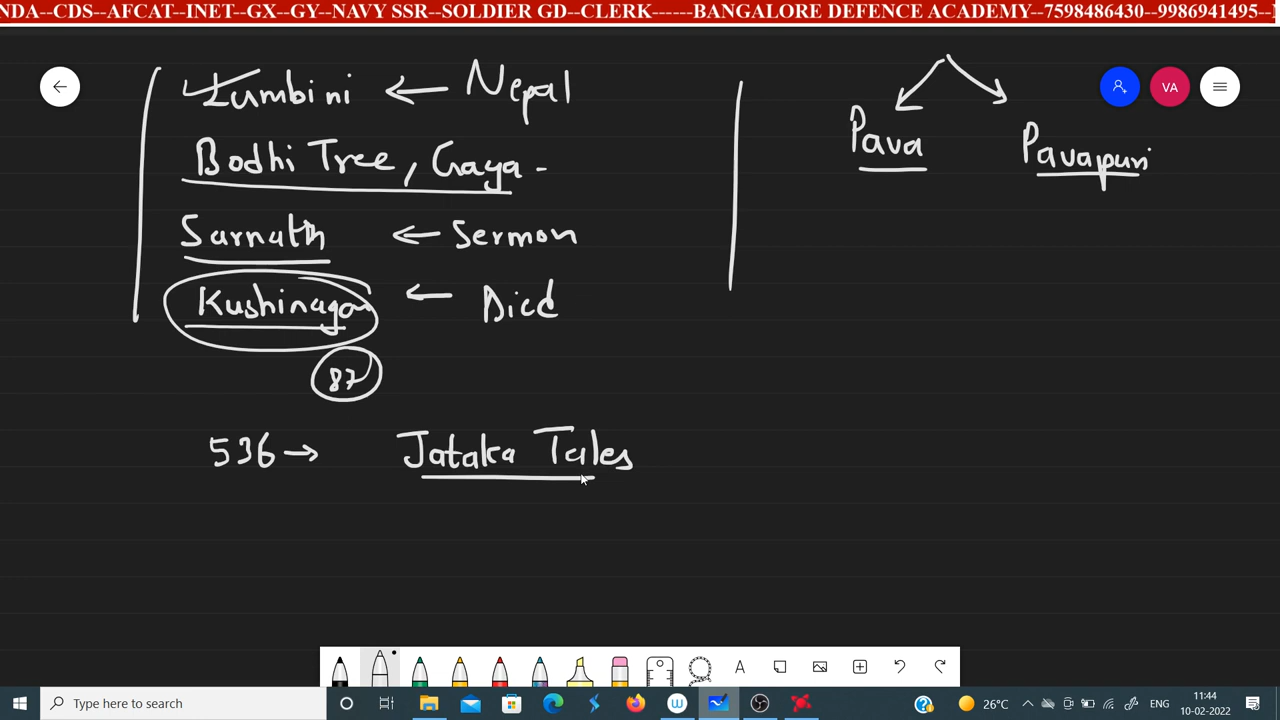 NDA--CDS--AFCAT--INET--GX--GY--NAVY SSR--SOLDIER GD--CLERK------BANGALORE DEFENCE ACADEMY--7598486430--9986941495--
Lumbini ← Nepal
Bodhi Tree, Gaya -
Sarnath ← Sermon
Kushinagar ← Died
87
536 → Jataka Tales
Pava Pavapuri
VA
A
Type here to search
26°C ENG 11:44
10-02-2022